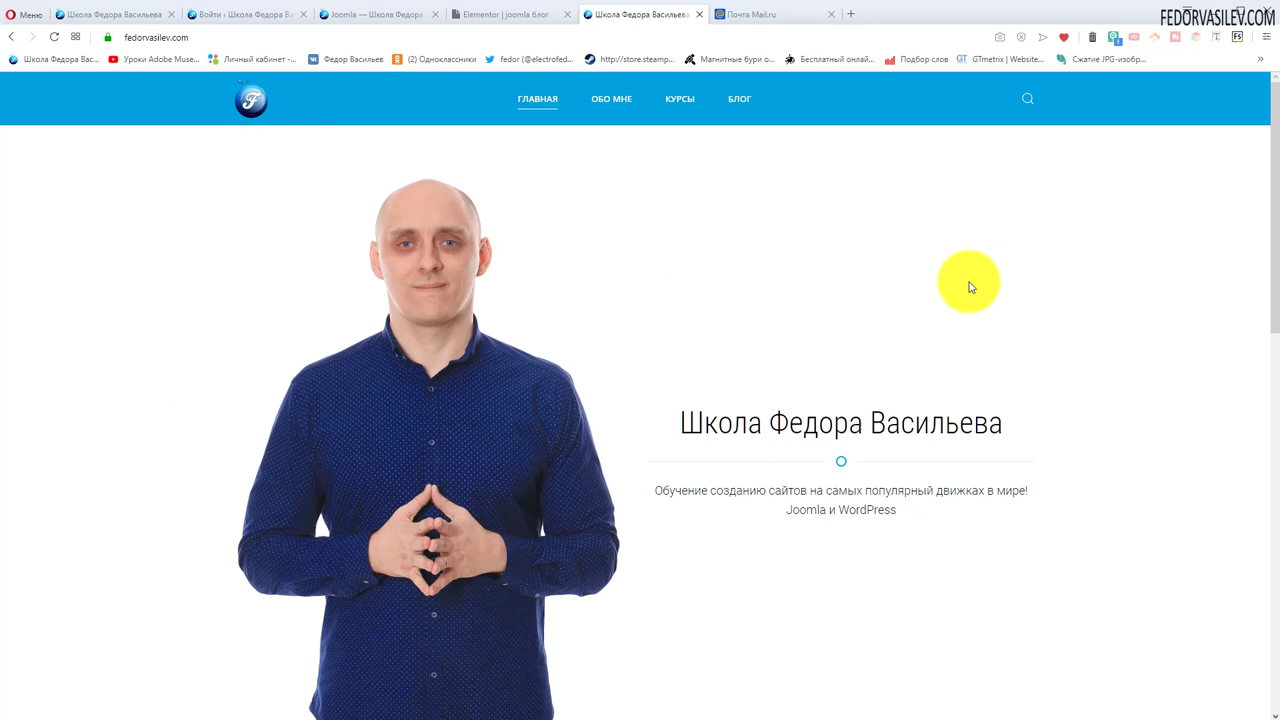 Меню
Школа Федора Васильева
Войти ‹ Школа Федора Ва
Joomla — Школа Федора
Elementor | joomla блог
Школа Федора Васильева
Почта Mail.ru
FEDORVASILEV.COM
fedorvasilev.com
Школа Федора Вас...
Уроки Adobe Muse...
Личный кабинет -...
Федор Васильев
(2) Одноклассники
fedor (@electrofed...
http://store.steamp...
Магнитные бури о...
Бесплатный онлай...
Подбор слов
GTmetrix | Website...
Сжатие JPG-изобр...
ГЛАВНАЯ
ОБО МНЕ
КУРСЫ
БЛОГ
Школа Федора Васильева
Обучение созданию сайтов на самых популярный движках в мире!
Joomla и WordPress